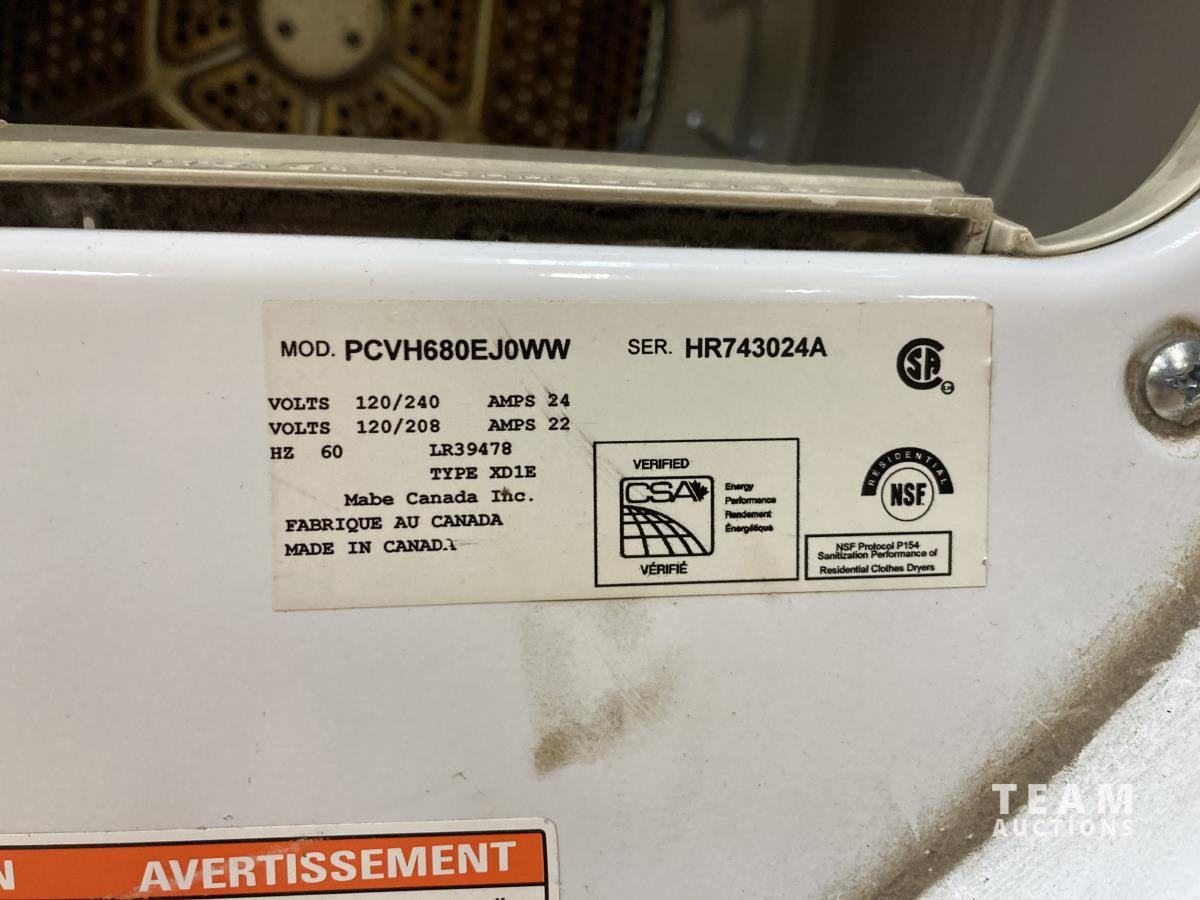 MOD. PCVH680EJ0WW SER. HR743024A
VOLTS 120/240 AMPS 24
VOLTS 120/208 AMPS 22
HZ 60 LR39478
TYPE XD1E
Mabe Canada Inc.
FABRIQUE AU CANADA
MADE IN CANADA
VERIFIED
CSA
Energy
Performance
Rendement
Énergétique
VÉRIFIÉ
SA
RESIDENTIAL
NSF
NSF Protocol P154
Sanitization Performance of
Residential Clothes Dryers
N AVERTISSEMENT
TEAM
AUCTIONS